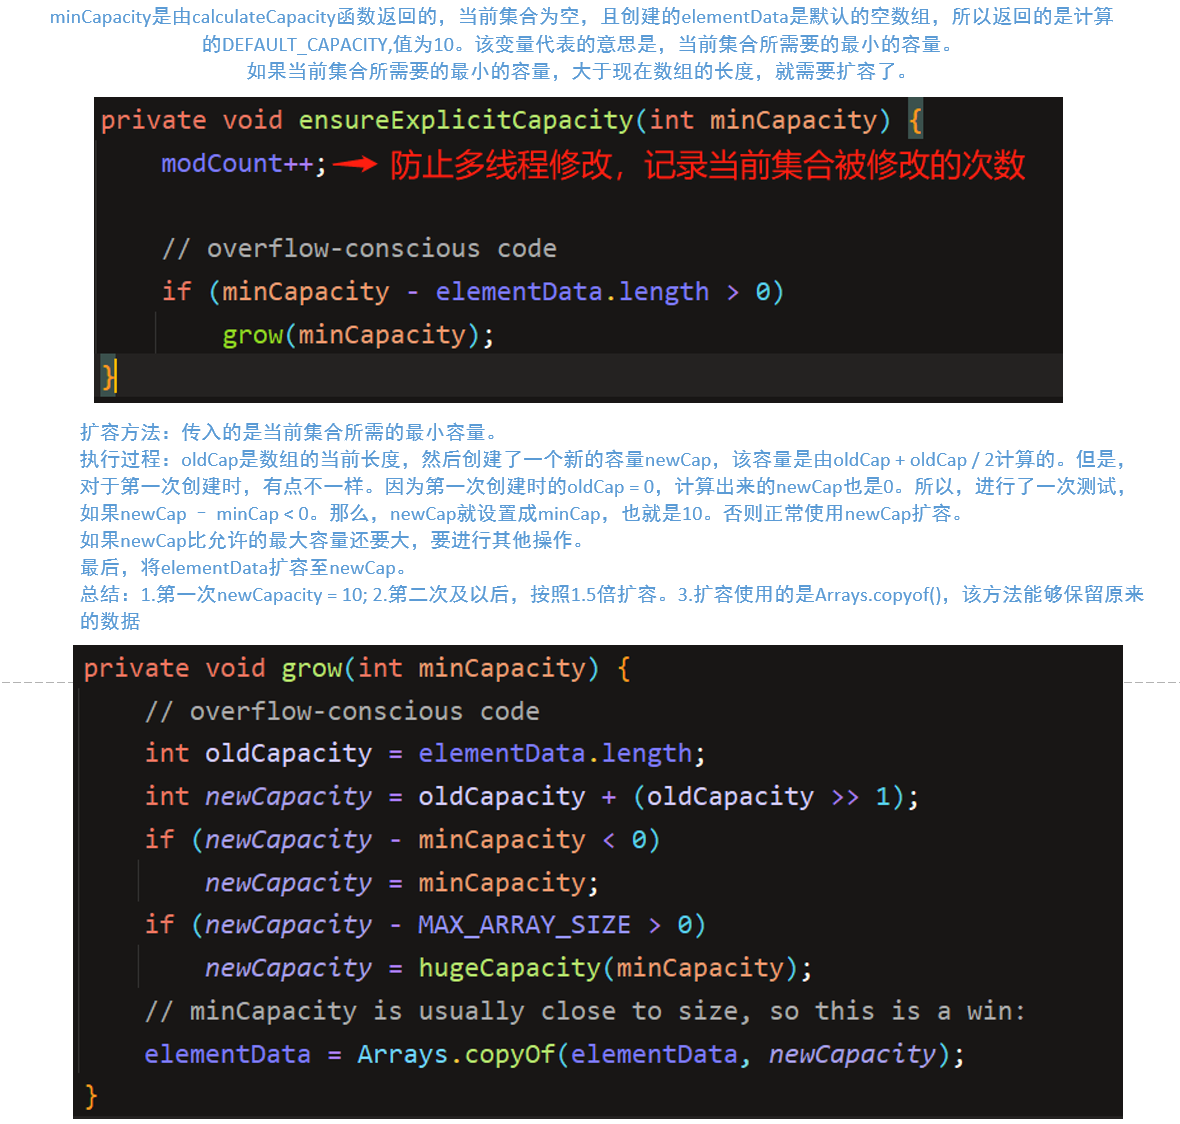 minCapacity是由calculateCapacity函数返回的，当前集合为空，且创建的elementData是默认的空数组，所以返回的是计算
的DEFAULT_CAPACITY,值为10。该变量代表的意思是，当前集合所需要的最小的容量。
如果当前集合所需要的最小的容量，大于现在数组的长度，就需要扩容了。
private void ensureExplicitCapacity(int minCapacity) {
modCount++; 防止多线程修改，记录当前集合被修改的次数
// overflow-conscious code
if (minCapacity - elementData.length > 0)
grow(minCapacity);
}
扩容方法：传入的是当前集合所需的最小容量。
执行过程：oldCap是数组的当前长度，然后创建了一个新的容量newCap，该容量是由oldCap + oldCap / 2计算的。但是，
对于第一次创建时，有点不一样。因为第一次创建时的oldCap = 0，计算出来的newCap也是0。所以，进行了一次测试，
如果newCap – minCap < 0。那么，newCap就设置成minCap，也就是10。否则正常使用newCap扩容。
如果newCap比允许的最大容量还要大，要进行其他操作。
最后，将elementData扩容至newCap。
总结：1.第一次newCapacity = 10; 2.第二次及以后，按照1.5倍扩容。3.扩容使用的是Arrays.copyof()，该方法能够保留原来
的数据
private void grow(int minCapacity) {
// overflow-conscious code
int oldCapacity = elementData.length;
int newCapacity = oldCapacity + (oldCapacity >> 1);
if (newCapacity - minCapacity < 0)
newCapacity = minCapacity;
if (newCapacity - MAX_ARRAY_SIZE > 0)
newCapacity = hugeCapacity(minCapacity);
// minCapacity is usually close to size, so this is a win:
elementData = Arrays.copyOf(elementData, newCapacity);
}